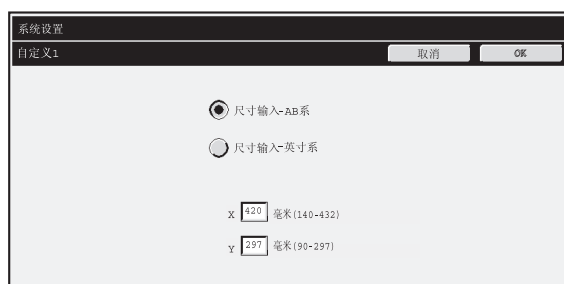 系统设置
自定义1 取消 OK
尺寸输入-AB系
尺寸输入-英寸系
X 420 毫米(140-432)
Y 297 毫米(90-297)